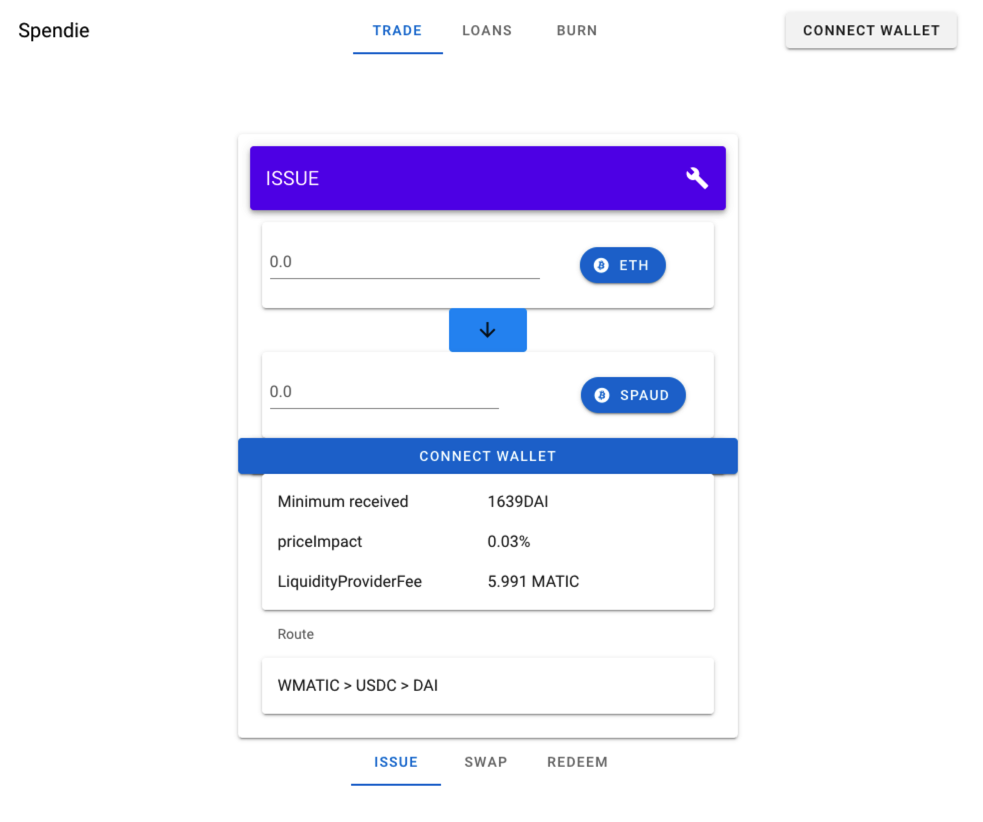 Spendie TRADE LOANS BURN CONNECT WALLET
ISSUE
0.0 ETH
0.0 SPAUD
CONNECT WALLET
Minimum received 1639DAI
priceImpact 0.03%
LiquidityProviderFee 5.991 MATIC
Route
WMATIC > USDC > DAI
ISSUE SWAP REDEEM